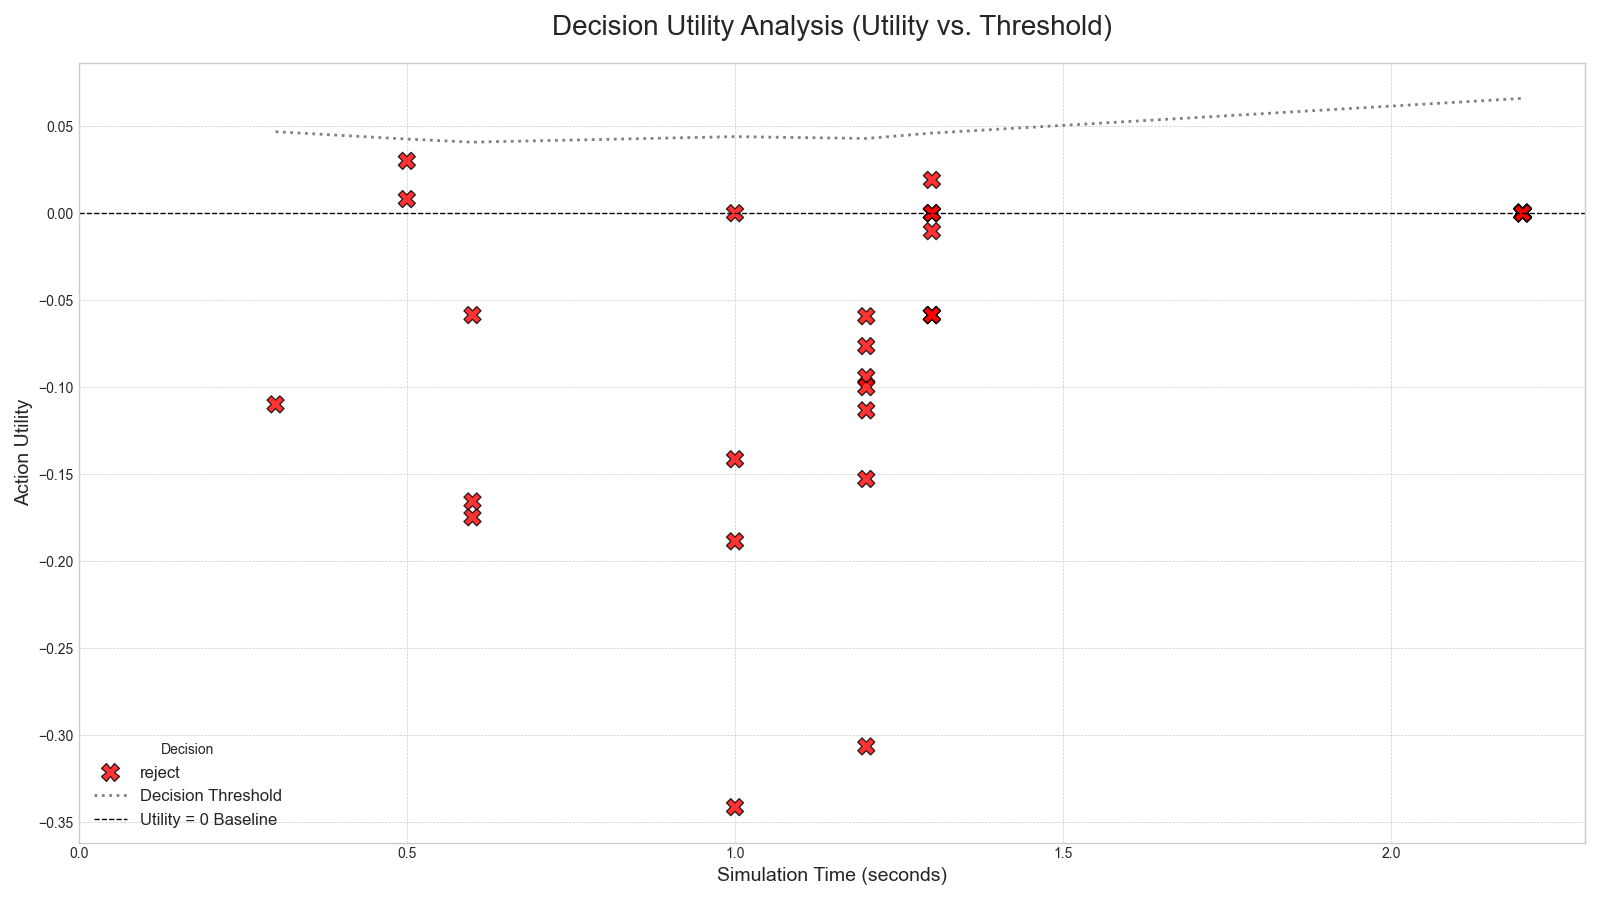 Decision Utility Analysis (Utility vs. Threshold)
Action Utility
0.05
0.00
−0.05
−0.10
−0.15
−0.20
−0.25
−0.30
−0.35
Decision
reject
Decision Threshold
Utility = 0 Baseline
0.0 0.5 1.0 1.5 2.0
Simulation Time (seconds)